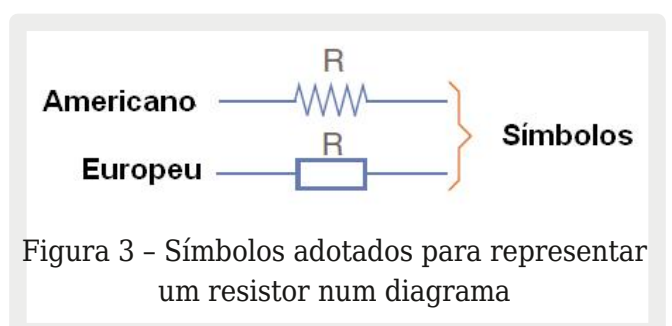 R
Americano
Símbolos
R
Europeu
Figura 3 – Símbolos adotados para representar
um resistor num diagrama